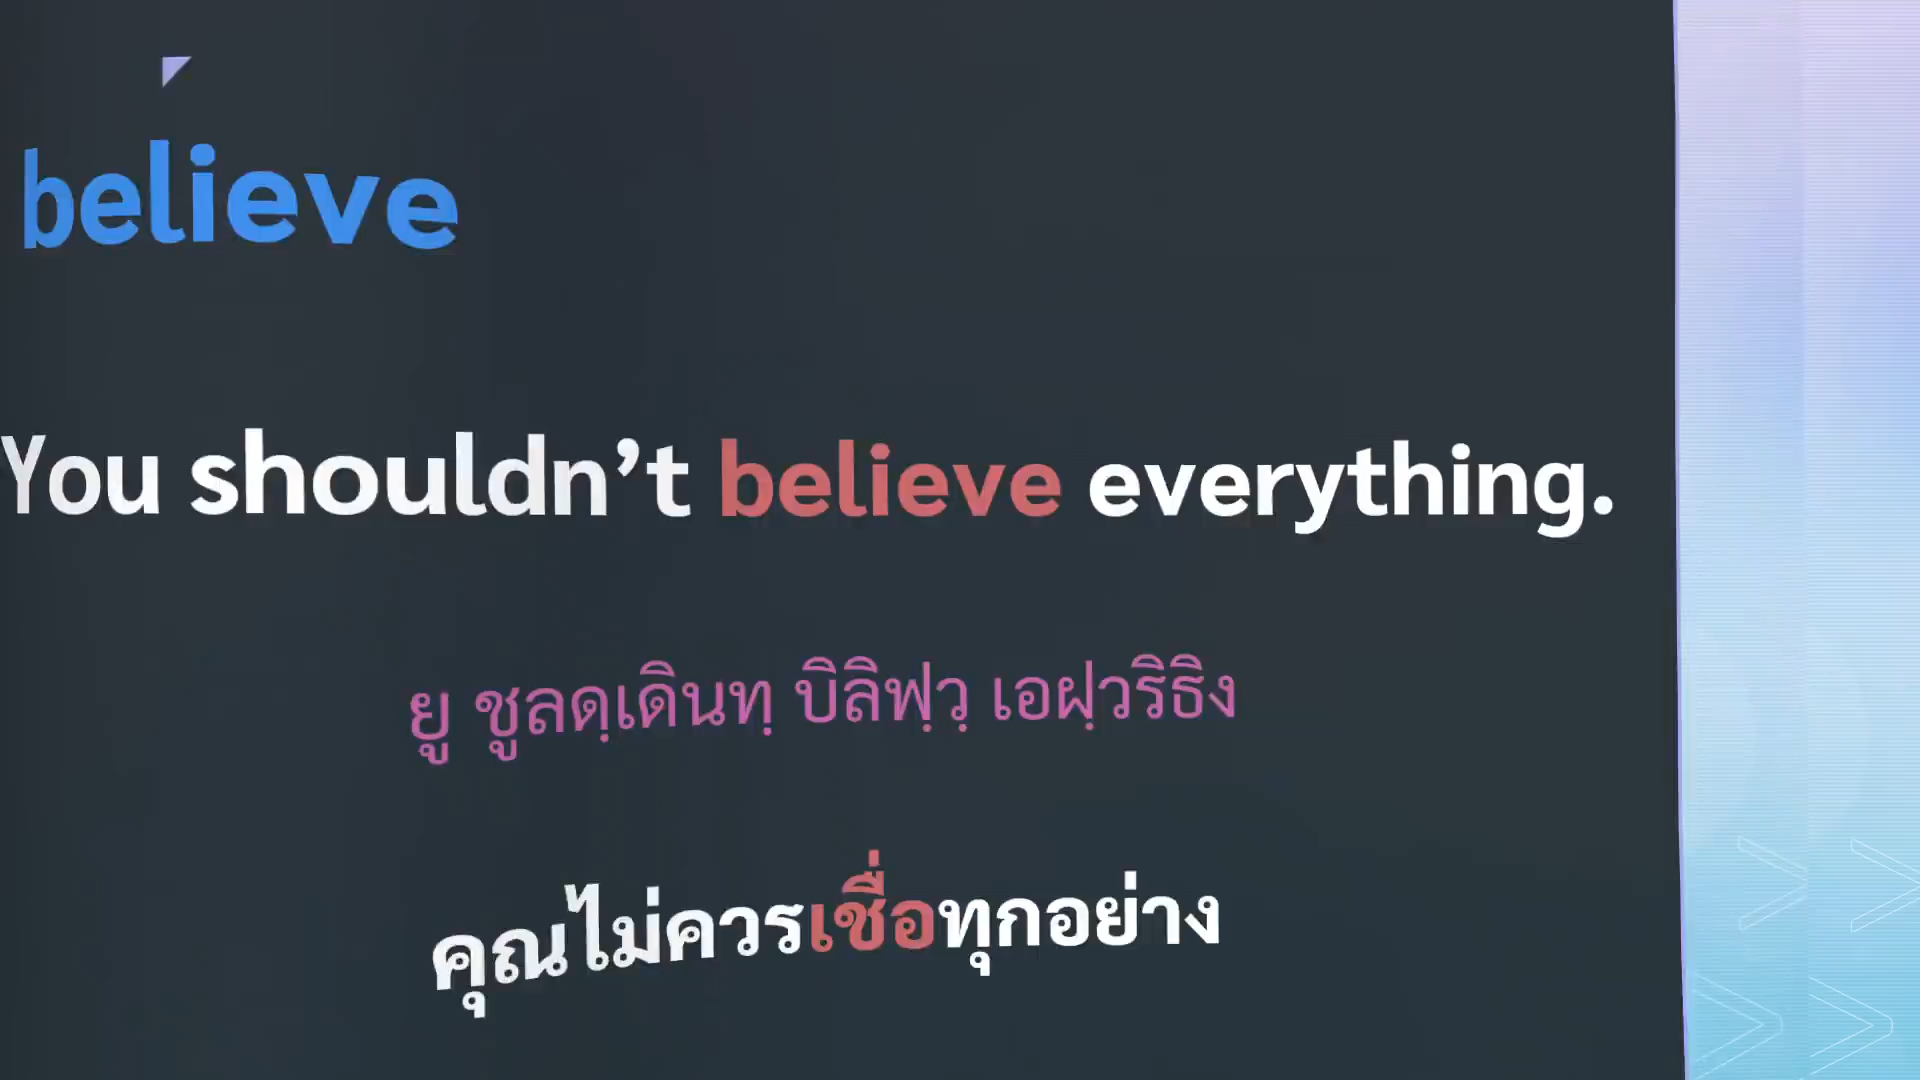 believe
You shouldn’t believe everything.
ยู ชูลดฺเดินทฺ บิลิฟฺวฺ เอฝฺวริธิง
คุณไม่ควรเชื่อทุกอย่าง